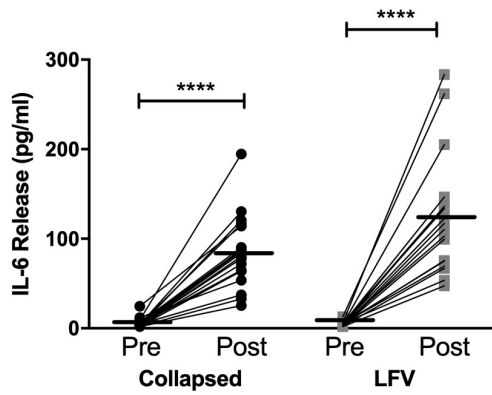 ****
****
300
200
100
0
IL-6 Release (pg/ml)
Pre Post Pre Post
Collapsed LFV